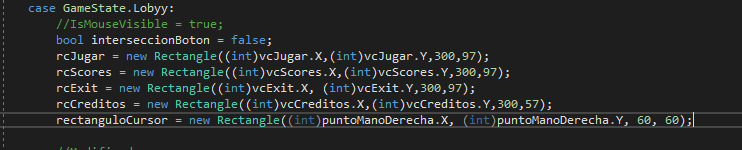 case GameState.Lobyy:
//IsMouseVisible = true;
bool interseccionBoton = false;
rcJugar = new Rectangle((int)vcJugar.X,(int)vcJugar.Y,300,97);
rcScores = new Rectangle((int)vcScores.X,(int)vcScores.Y,300,97);
rcExit = new Rectangle((int)vcExit.X, (int)vcExit.Y,300,97);
rcCreditos = new Rectangle((int)vcCreditos.X,(int)vcCreditos.Y,300,57);
rectanguloCursor = new Rectangle((int)puntoManoDerecha.X, (int)puntoManoDerecha.Y, 60, 60);